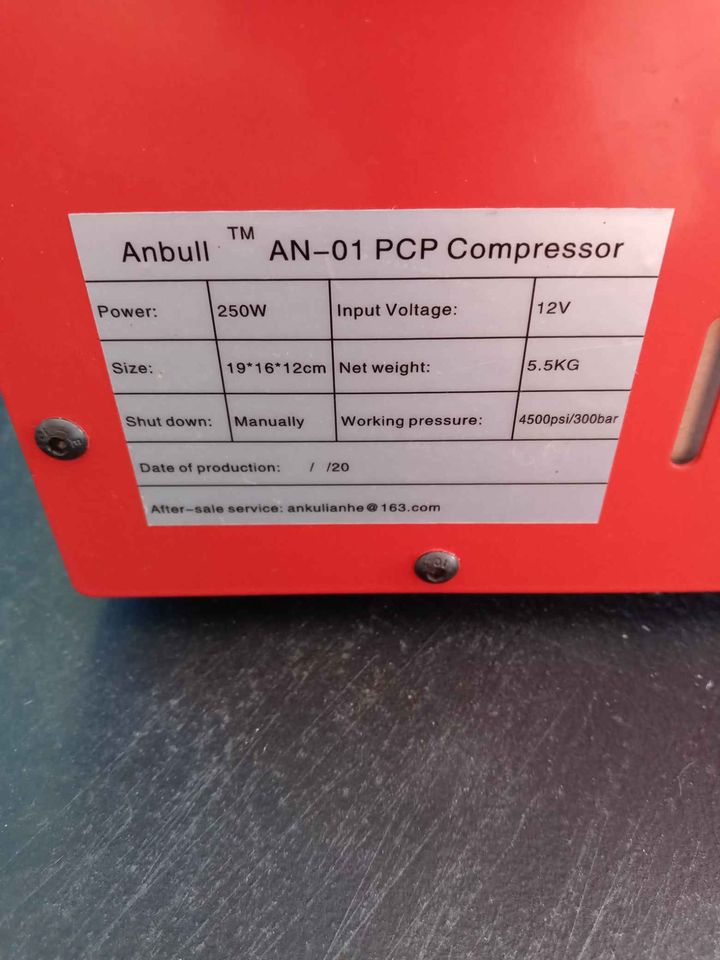 Anbull ™ AN-01 PCP Compressor
Power: 250W Input Voltage: 12V
Size: 19*16*12cm Net weight: 5.5KG
Shut down: Manually Working pressure: 4500psi/300bar
Date of production: / /20
After-sale service: ankulianhe@163.com